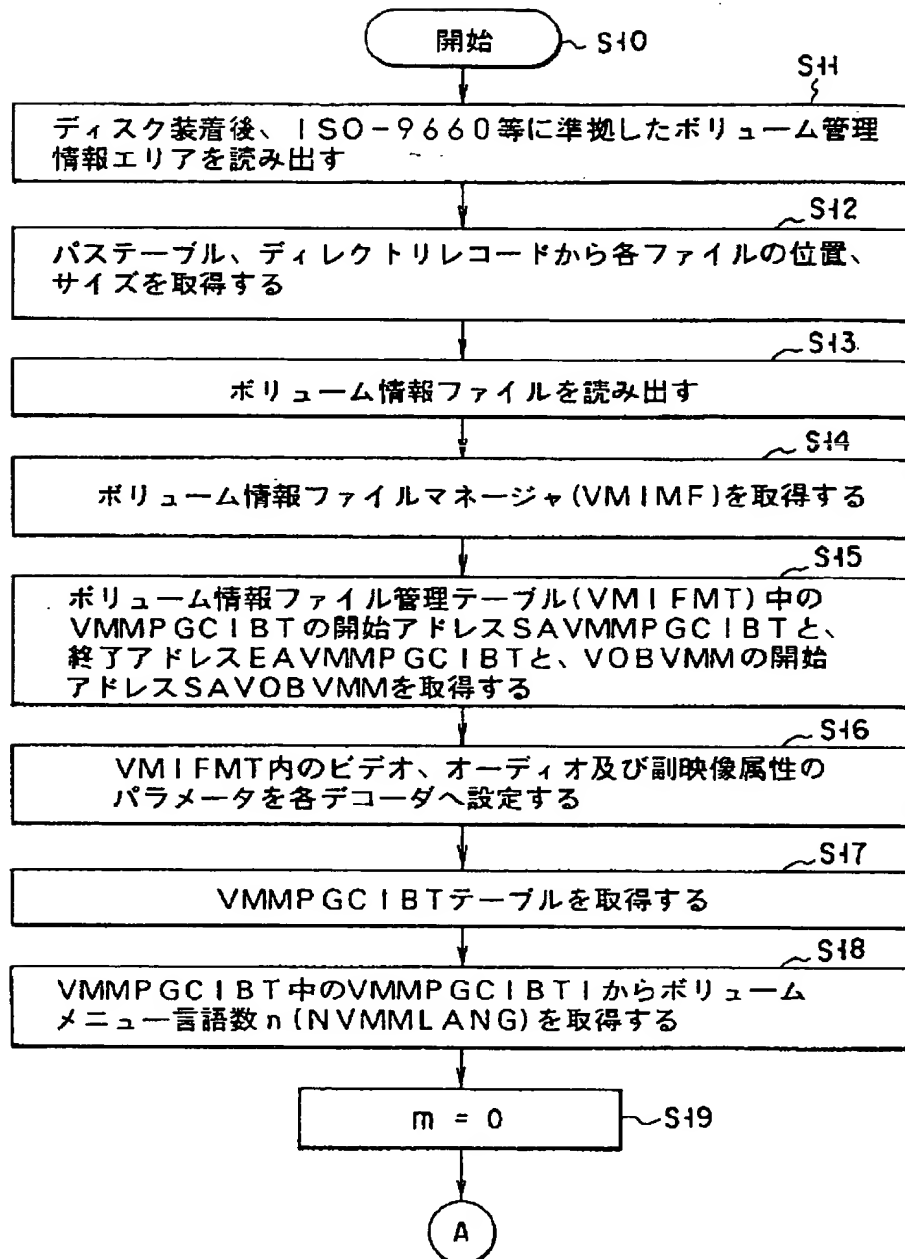 開始
S10
S11
ディスク装着後、ISO-9660等に準拠したボリューム管理
情報エリアを読み出す
S12
パステーブル、ディレクトリレコードから各ファイルの位置、
サイズを取得する
S13
ボリューム情報ファイルを読み出す
S14
ボリューム情報ファイルマネージャ(VMIMF)を取得する
S15
ボリューム情報ファイル管理テーブル(VMIFMT)中の
VMMPGCIBTの開始アドレスSAVMMPGCIBTと、
終了アドレスEAVMMPGCIBTと、VOBVMMの開始
アドレスSAVOBVMMを取得する
S16
VMIFMT内のビデオ、オーディオ及び副映像属性の
パラメータを各デコーダへ設定する
S17
VMMPGCIBTテーブルを取得する
S18
VMMPGCIBT中のVMMPGCIBTIからボリューム
メニュー言語数n(NVMMLANG)を取得する
m = 0
S19
A